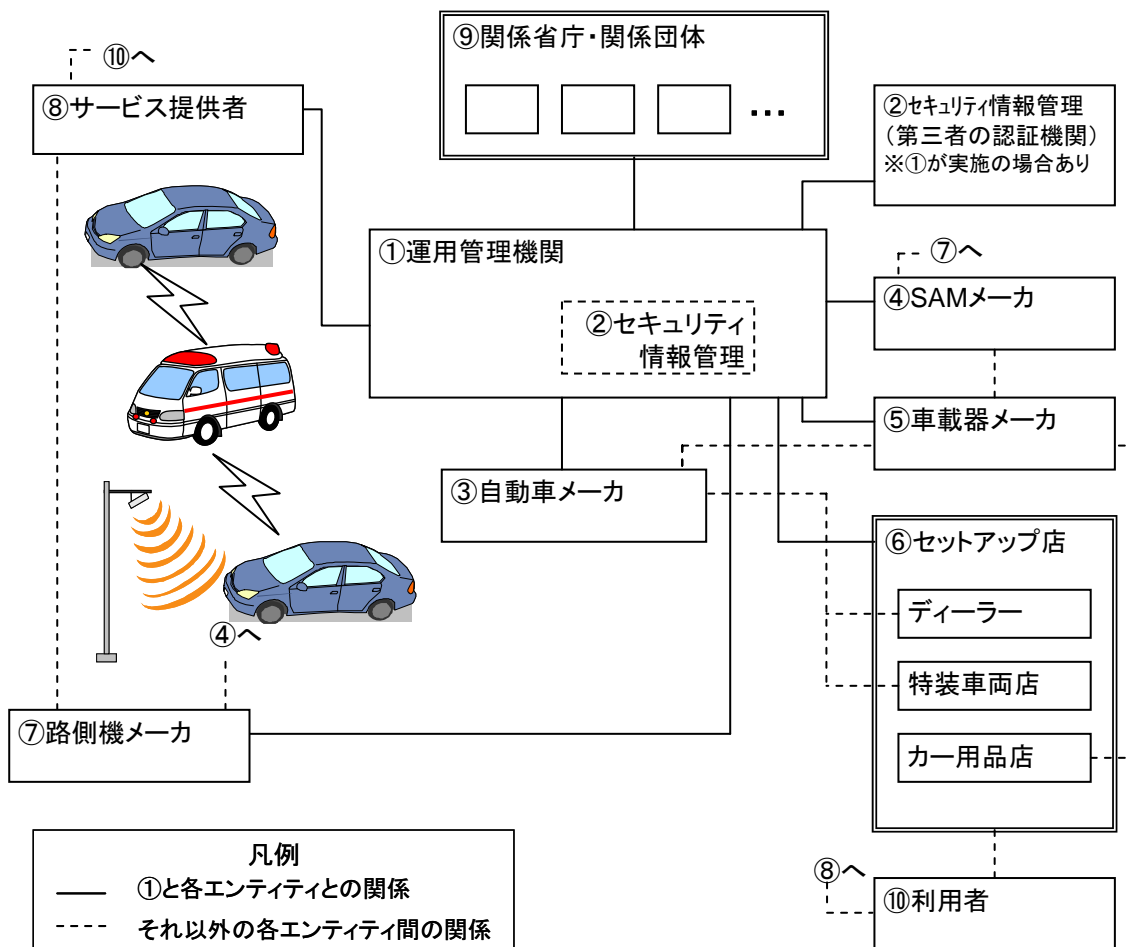 ⑨関係省庁・関係団体
…
⑩へ
⑧サービス提供者
②セキュリティ情報管理
(第三者の認証機関)
※①が実施の場合あり
①運用管理機関
②セキュリティ
情報管理
⑦へ
④SAMメーカ
⑤車載器メーカ
③自動車メーカ
⑥セットアップ店
ディーラー
特装車両店
カー用品店
④へ
⑦路側機メーカ
凡例
①と各エンティティとの関係
それ以外の各エンティティ間の関係
⑧へ
⑩利用者